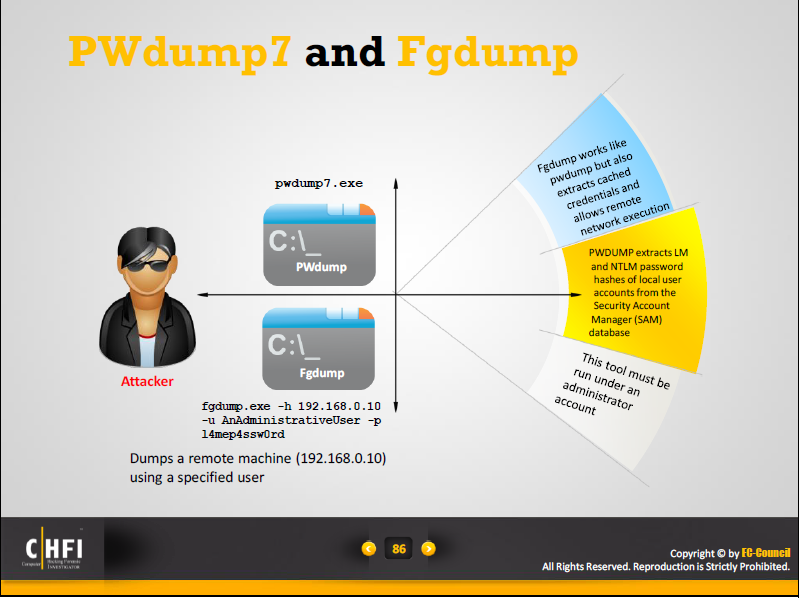 PWdump7 and Fgdump
pwdump7.exe
C:\_
PWdump
C:\_
Fgdump
Attacker
fgdump.exe -h 192.168.0.10
-u AnAdministrativeUser -p
l4mep4ssw0rd
Dumps a remote machine (192.168.0.10)
using a specified user
Fgdump works like
pwdump but also
extracts cached
credentials and
allows remote
network execution
PWDUMP extracts LM
and NTLM password
hashes of local user
accounts from the
Security Account
Manager (SAM)
database
This tool must be
run under an
administrator
account
CHFI
Computer Hacking Forensic
INVESTIGATOR
86
Copyright © by EC-Council
All Rights Reserved. Reproduction is Strictly Prohibited.